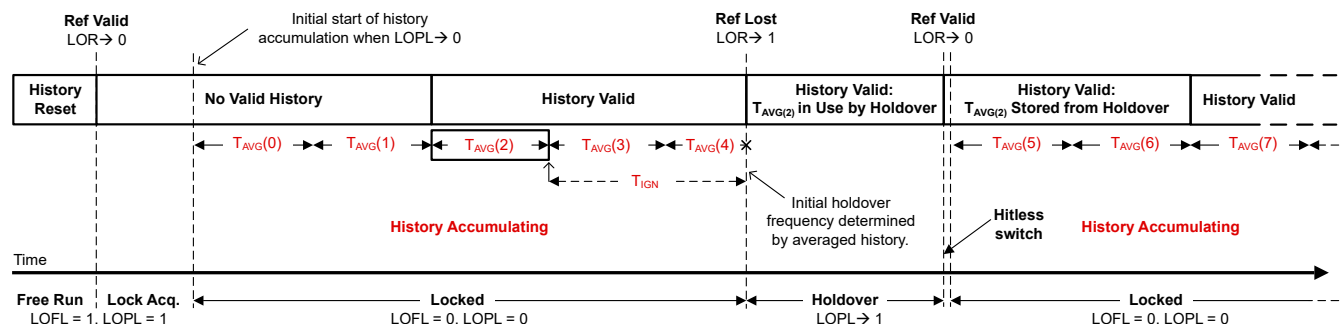 Ref Valid
LOR→ 0
Initial start of history
accumulation when LOPL→ 0
Ref Lost
LOR→ 1
Ref Valid
LOR→ 0
History
Reset
No Valid History
History Valid
History Valid:
TAVG(2) in Use by Holdover
History Valid:
TAVG(2) Stored from Holdover
History Valid
TAVG(0)
TAVG(1)
TAVG(2)
TAVG(3)
TAVG(4)
TAVG(5)
TAVG(6)
TAVG(7)
TIGN
Initial holdover
frequency determined
by averaged history.
History Accumulating
Hitless
switch
History Accumulating
Time
Free Run
Lock Acq.
LOFL = 1, LOPL = 1
Locked
LOFL = 0, LOPL = 0
Holdover
LOPL→ 1
Locked
LOFL = 0, LOPL = 0